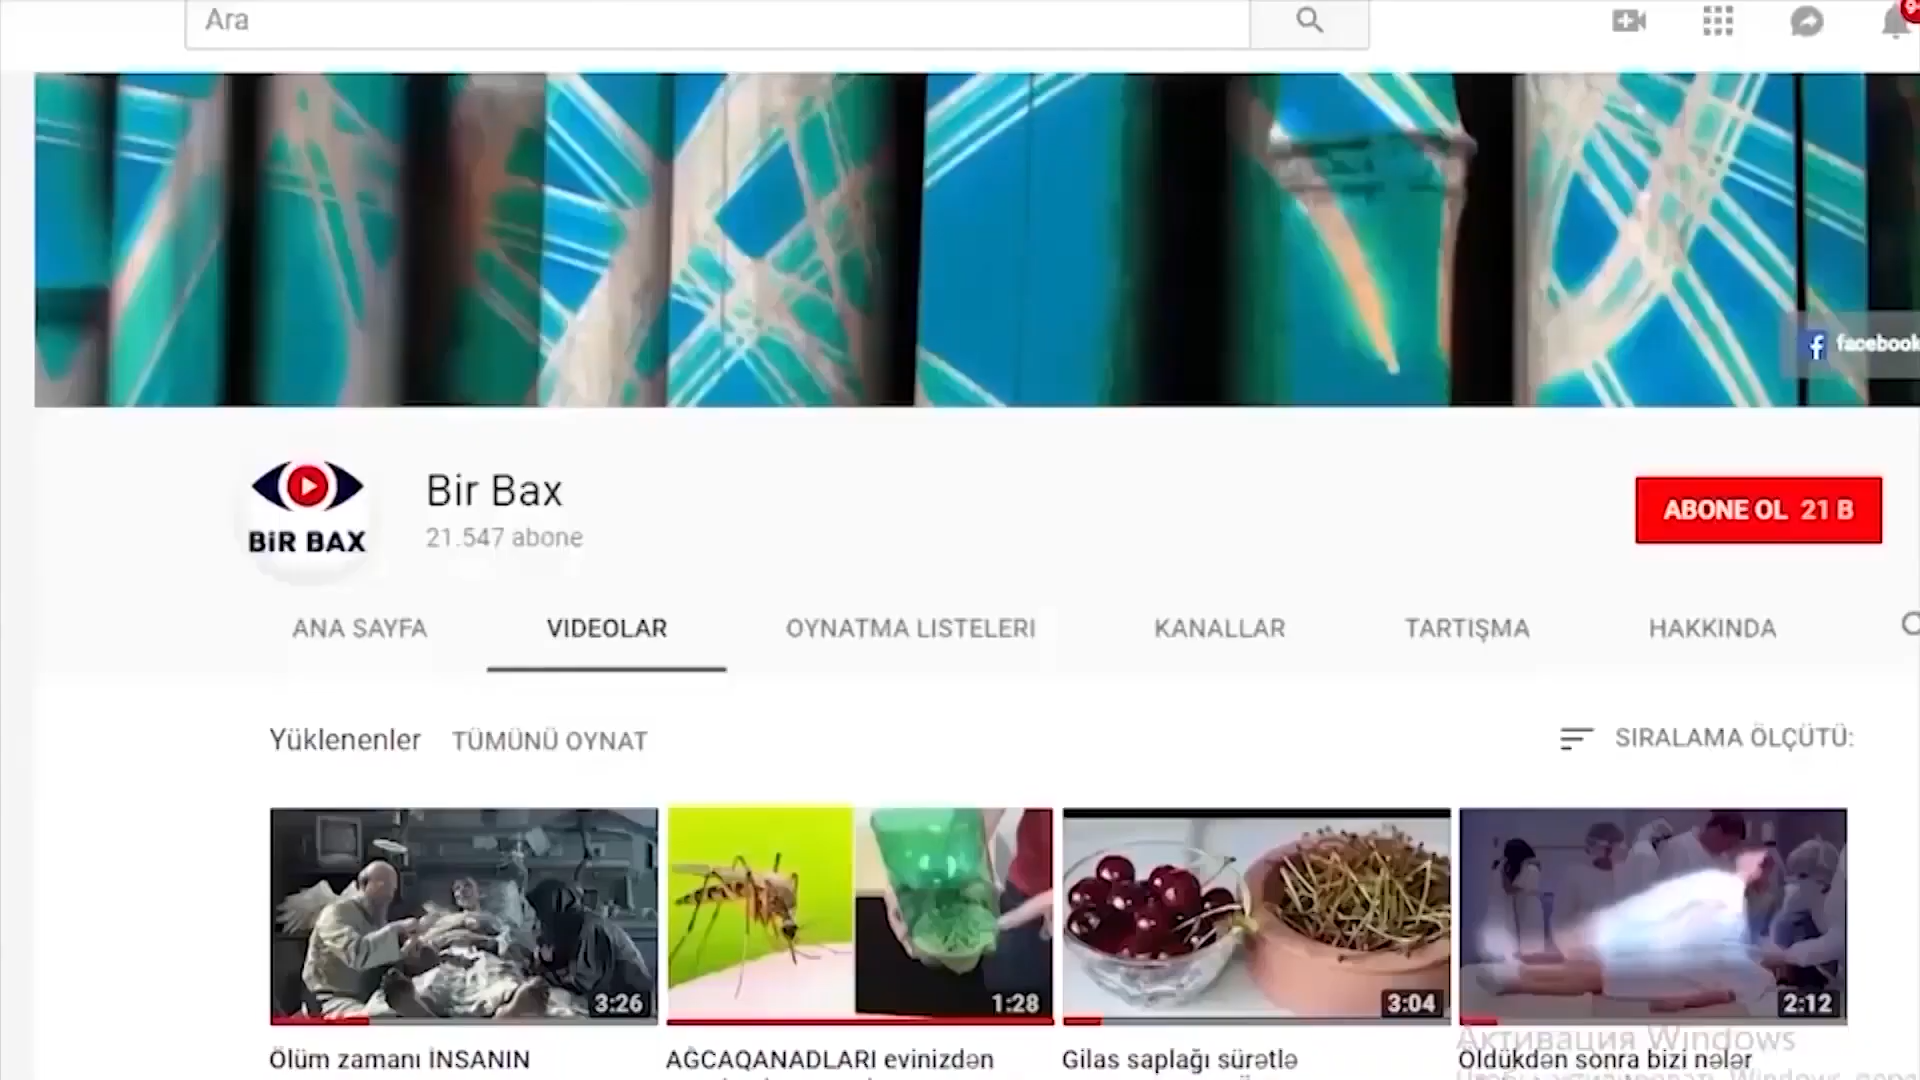 Ara
facebook
BİR BAX
Bir Bax
21.547 abone
ABONE OL 21 B
ANA SAYFA
VIDEOLAR
OYNATMA LISTELERI
KANALLAR
TARTIŞMA
HAKKINDA
Yüklenenler
TÜMÜNÜ OYNAT
SIRALAMA ÖLÇÜTÜ:
3:26
1:28
3:04
2:12
Ölüm zamanı İNSANIN
AĞCAQANADLARI evinizdən
Gilas saplağı sürətlə
Öldükdən sonra bizi nələr
Активация Windows